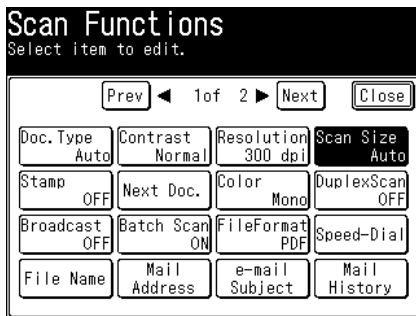 Scan Functions
Select item to edit.
Prev ◀ 1of 2 ▶ Next Close
Doc.Type Contrast Resolution Scan Size
Auto Normal 300 dpi Auto
Stamp Next Doc. Color DuplexScan
OFF Mono OFF
Broadcast Batch Scan FileFormat Speed-Dial
OFF ON PDF
File Name Mail e-mail Mail
Address Subject History